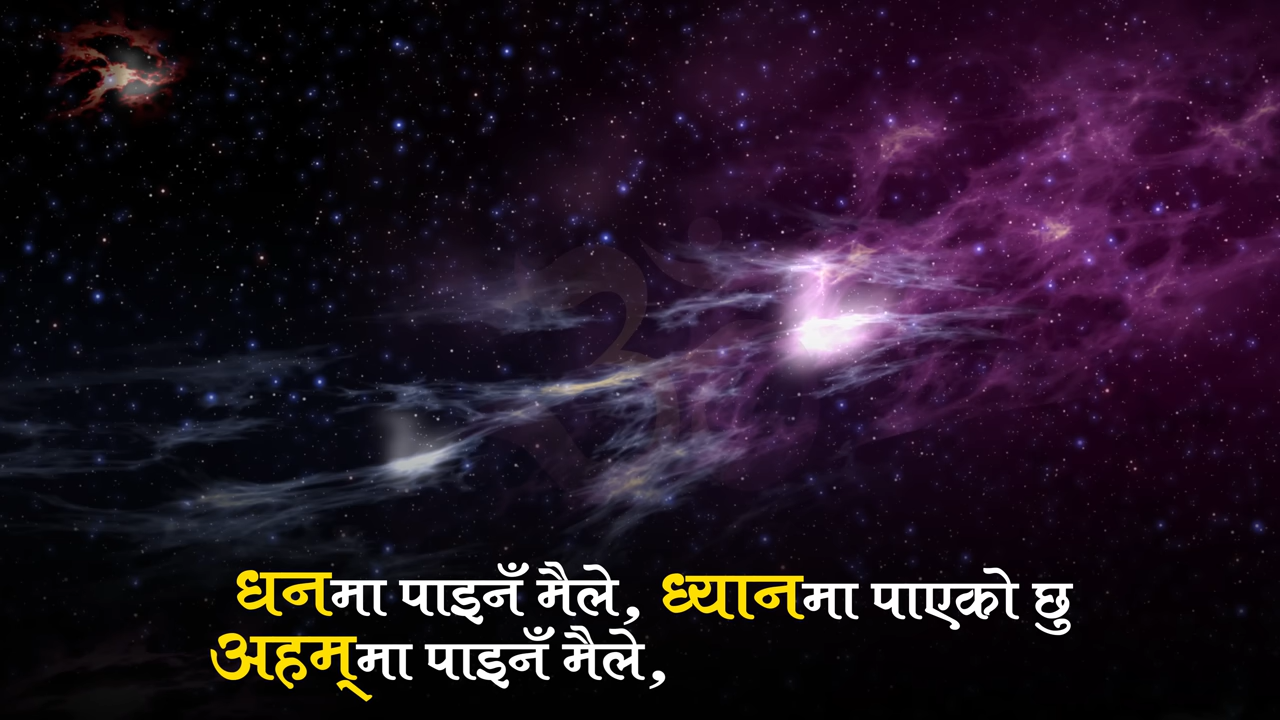 धनमा पाइनँ मैले, ध्यानमा पाएको छु
अहम्‌मा पाइनँ मैले,